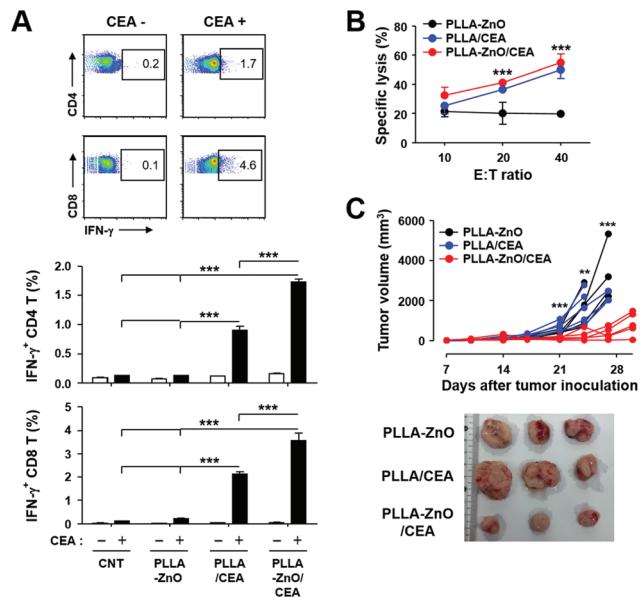 A
CEA -
CEA +
CD4
0.2
1.7
CD8
0.1
4.6
IFN-γ
IFN-γ+ CD4 T (%)
2.0
1.5
1.0
0.5
0.0
***
***
***
IFN-γ+ CD8 T (%)
5
4
3
2
1
0
***
***
***
CEA : − + − + − + − +
CNT
PLLA
-ZnO
PLLA
/CEA
PLLA
-ZnO/
CEA
B
PLLA-ZnO
PLLA/CEA
PLLA-ZnO/CEA
Specific lysis (%)
80
60
40
20
0
***
***
10 20 40
E:T ratio
C
Tumor volume (mm3)
6000
4000
2000
0
PLLA-ZnO
PLLA/CEA
PLLA-ZnO/CEA
***
**
***
7 14 21 28
Days after tumor inoculation
PLLA-ZnO
PLLA/CEA
PLLA-ZnO
/CEA